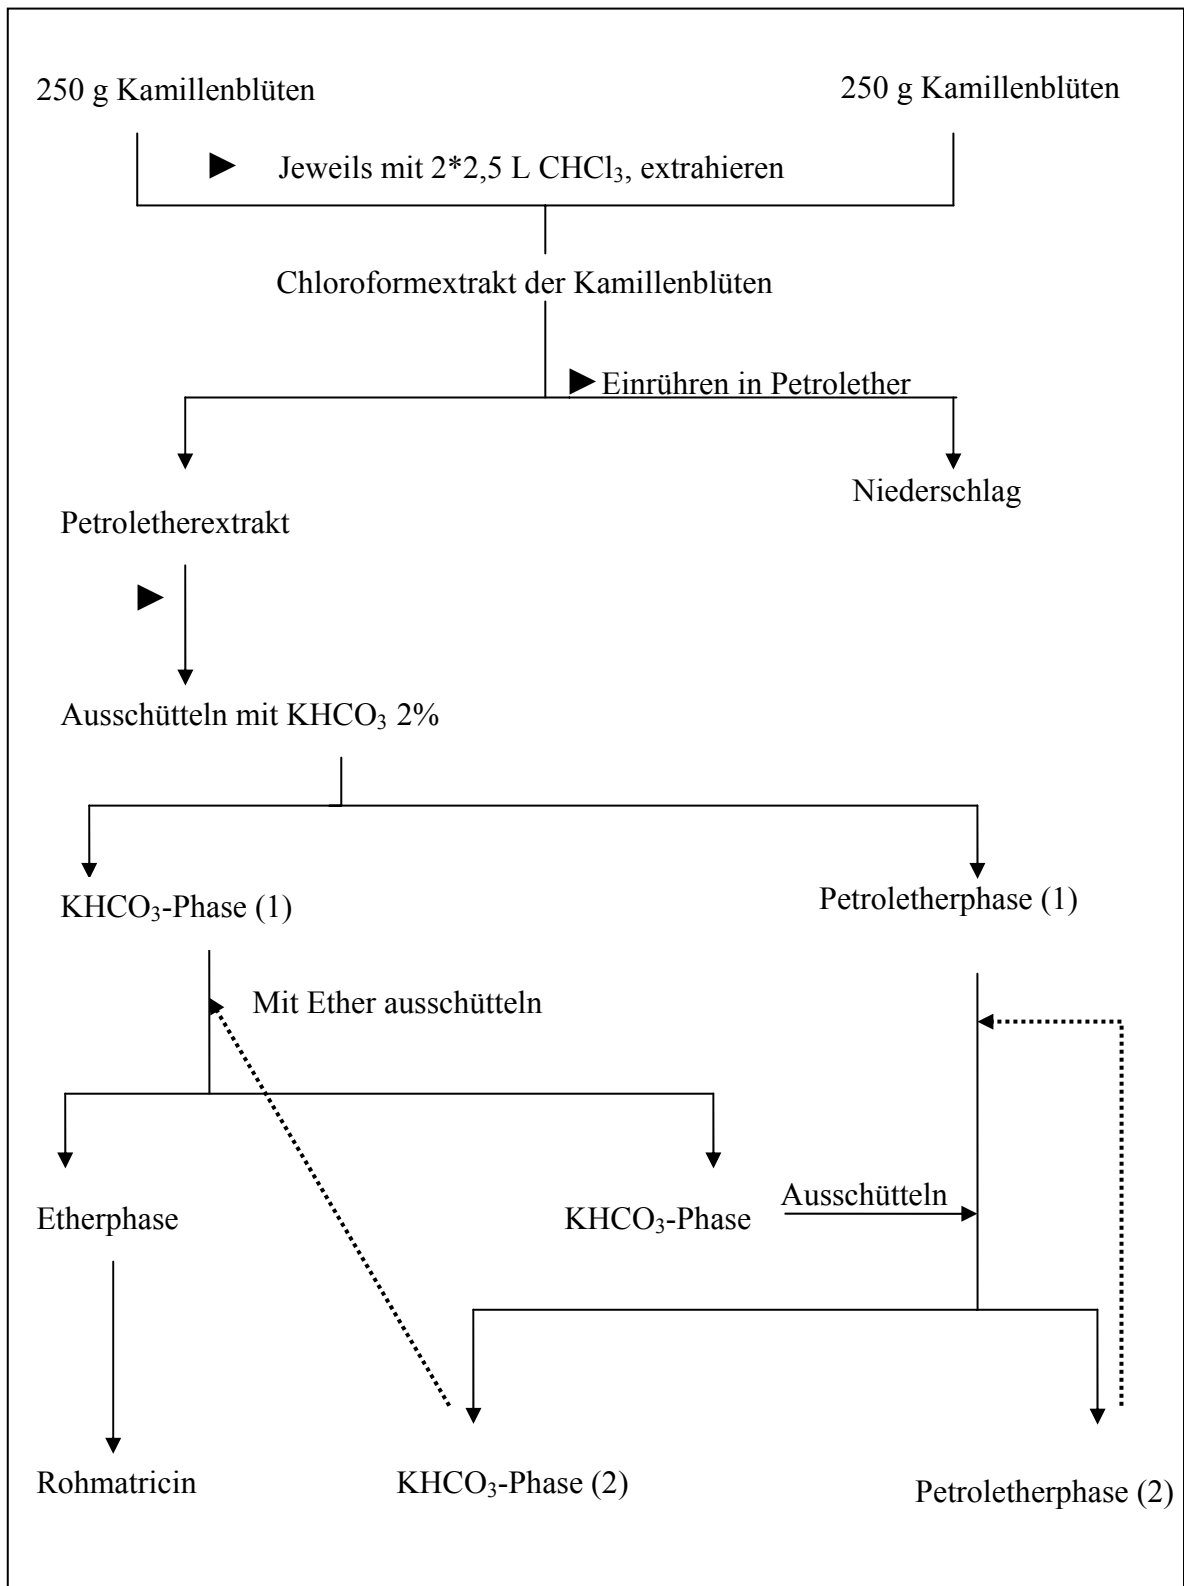 250 g Kamillenblüten
250 g Kamillenblüten
Jeweils mit 2*2,5 L CHCl₃, extrahieren
Chloroformextrakt der Kamillenblüten
Einrühren in Petrolether
Niederschlag
Petroletherextrakt
Ausschütteln mit KHCO₃ 2%
KHCO₃-Phase (1)
Petroletherphase (1)
Mit Ether ausschütteln
Ausschütteln
Etherphase
KHCO₃-Phase
Rohmatricin
KHCO₃-Phase (2)
Petroletherphase (2)